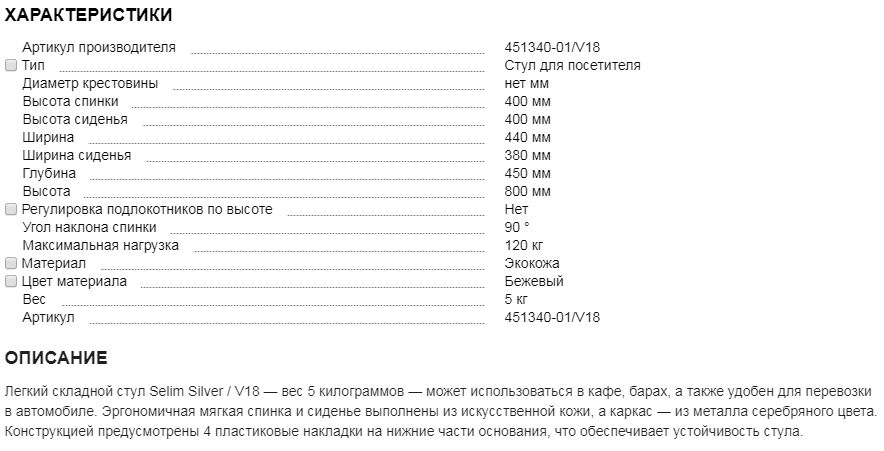 ХАРАКТЕРИСТИКИ
Артикул производителя 451340-01/V18
Тип Стул для посетителя
Диаметр крестовины нет мм
Высота спинки 400 мм
Высота сиденья 400 мм
Ширина 440 мм
Ширина сиденья 380 мм
Глубина 450 мм
Высота 800 мм
Регулировка подлокотников по высоте Нет
Угол наклона спинки 90 °
Максимальная нагрузка 120 кг
Материал Экокожа
Цвет материала Бежевый
Вес 5 кг
Артикул 451340-01/V18
ОПИСАНИЕ
Легкий складной стул Selim Silver / V18 — вес 5 килограммов — может использоваться в кафе, барах, а также удобен для перевозки
в автомобиле. Эргономичная мягкая спинка и сиденье выполнены из искусственной кожи, а каркас — из металла серебряного цвета.
Конструкцией предусмотрены 4 пластиковые накладки на нижние части основания, что обеспечивает устойчивость стула.